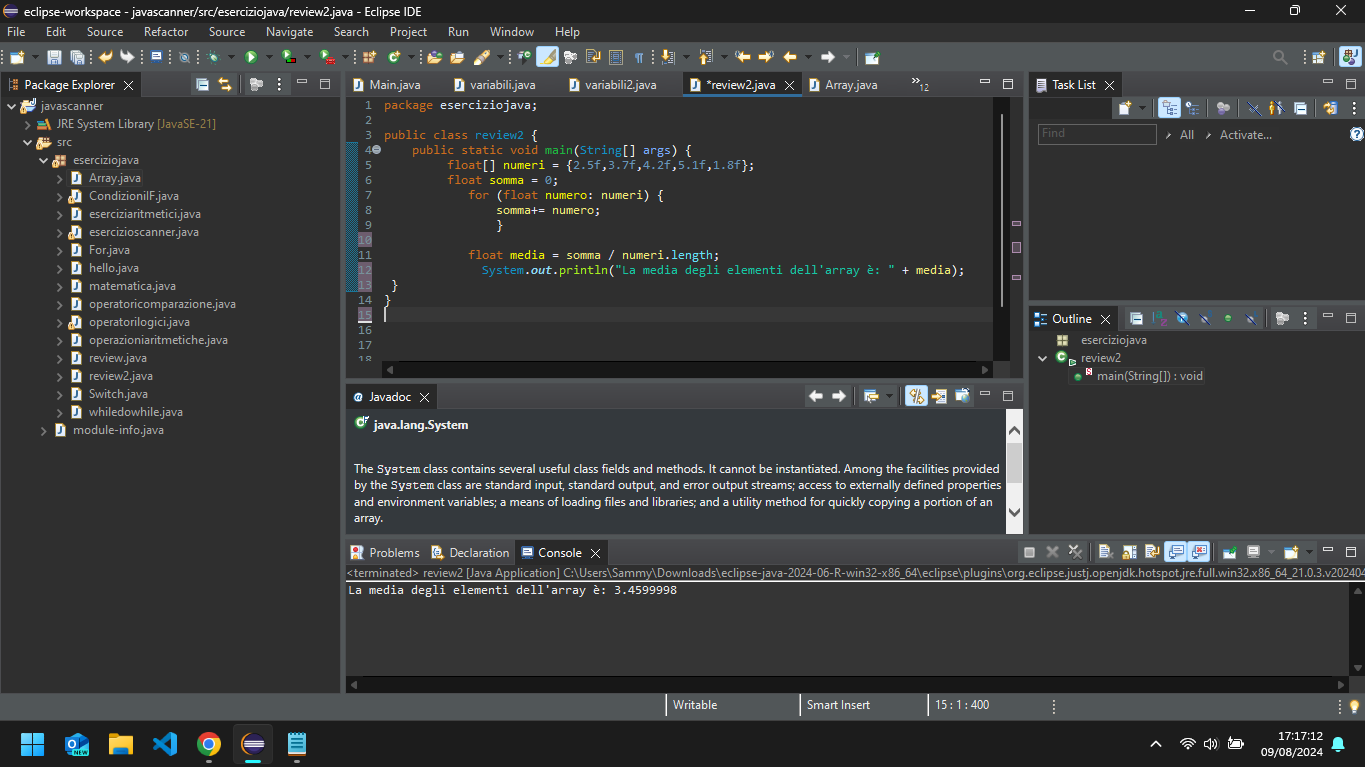 eclipse-workspace - javascanner/src/eserciziojava/review2.java - Eclipse IDE
File Edit Source Refactor Source Navigate Search Project Run Window Help
Package Explorer
javascanner
JRE System Library [JavaSE-21]
src
eserciziojava
Array.java
CondizioniIF.java
eserciziaritmetici.java
esercizioscanner.java
For.java
hello.java
matematica.java
operatoricomparazione.java
operatorilogici.java
operazioniaritmetiche.java
review.java
review2.java
Switch.java
whiledowhile.java
module-info.java
Main.java variabili.java variabili2.java *review2.java Array.java »12
1 package eserciziojava;
2
3 public class review2 {
4 public static void main(String[] args) {
5 float[] numeri = {2.5f,3.7f,4.2f,5.1f,1.8f};
6 float somma = 0;
7 for (float numero: numeri) {
8 somma+= numero;
9 }
10
11 float media = somma / numeri.length;
12 System.out.println("La media degli elementi dell'array è: " + media);
13 }
14 }
15
16
17
18
Javadoc
java.lang.System
The System class contains several useful class fields and methods. It cannot be instantiated. Among the facilities provided
by the System class are standard input, standard output, and error output streams; access to externally defined properties
and environment variables; a means of loading files and libraries; and a utility method for quickly copying a portion of an
array.
Problems Declaration Console
<terminated> review2 [Java Application] C:\Users\Sammy\Downloads\eclipse-java-2024-06-R-win32-x86_64\eclipse\plugins\org.eclipse.justj.openjdk.hotspot.jre.full.win32.x86_64_21.0.3.v202404
La media degli elementi dell'array è: 3.4599998
Task List
Find All Activate...
Outline
eserciziojava
review2
main(String[]) : void
Writable Smart Insert 15 : 1 : 400
NEW
17:17:12
09/08/2024